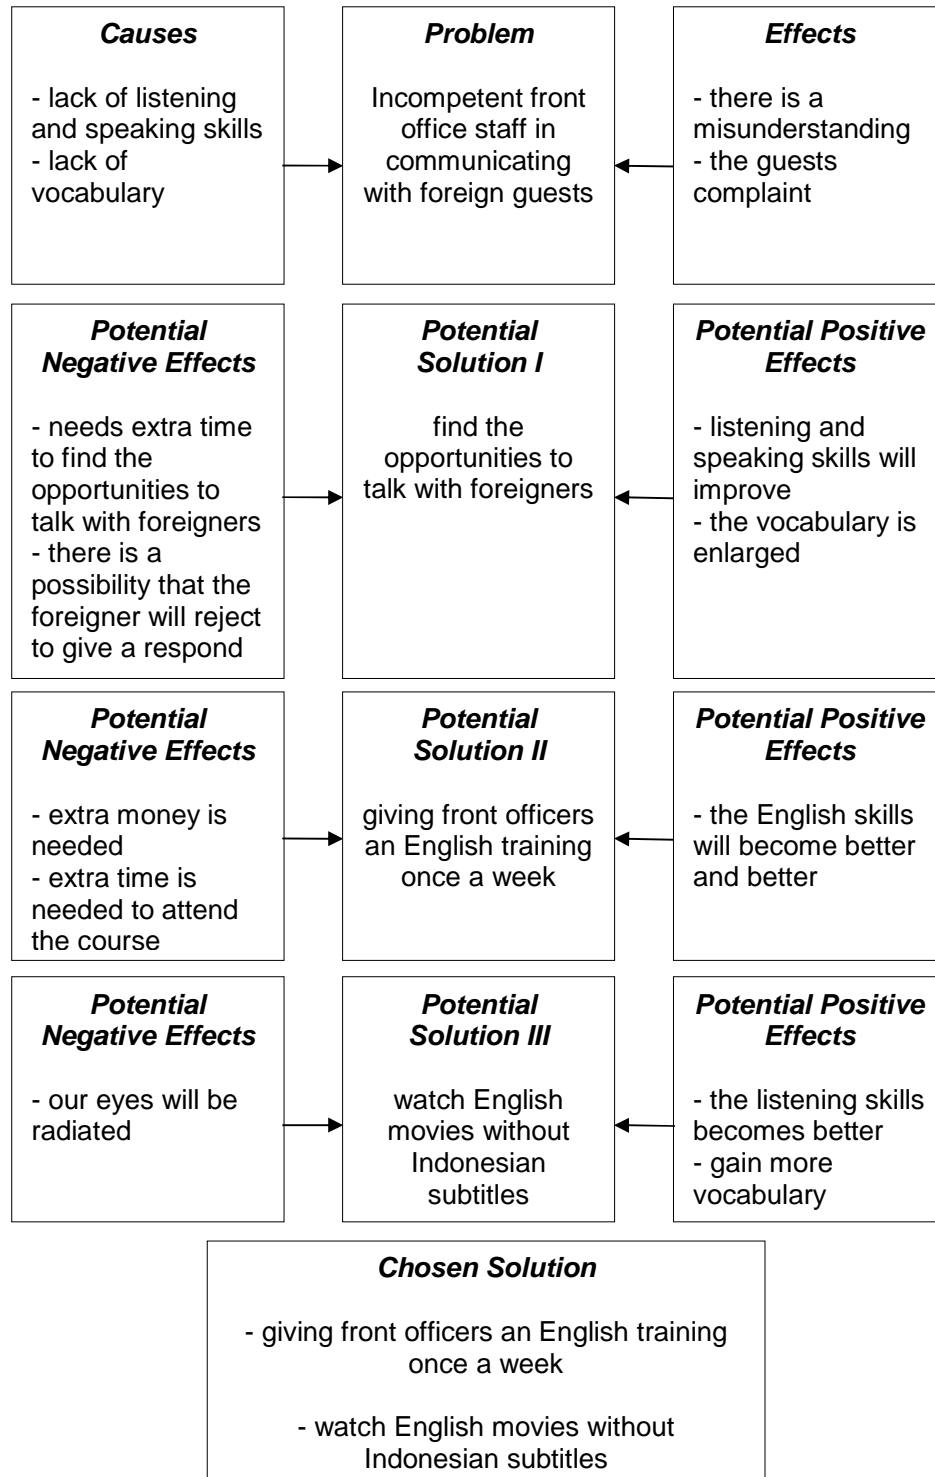 Causes
- lack of listening
and speaking skills
- lack of
vocabulary
Problem
Incompetent front
office staff in
communicating
with foreign guests
Effects
- there is a
misunderstanding
- the guests
complaint
Potential
Negative Effects
- needs extra time
to find the
opportunities to
talk with foreigners
- there is a
possibility that the
foreigner will reject
to give a respond
Potential
Solution I
find the
opportunities to
talk with foreigners
Potential Positive
Effects
- listening and
speaking skills will
improve
- the vocabulary is
enlarged
Potential
Negative Effects
- extra money is
needed
- extra time is
needed to attend
the course
Potential
Solution II
giving front officers
an English training
once a week
Potential Positive
Effects
- the English skills
will become better
and better
Potential
Negative Effects
- our eyes will be
radiated
Potential
Solution III
watch English
movies without
Indonesian
subtitles
Potential Positive
Effects
- the listening skills
becomes better
- gain more
vocabulary
Chosen Solution
- giving front officers an English training
once a week
- watch English movies without
Indonesian subtitles